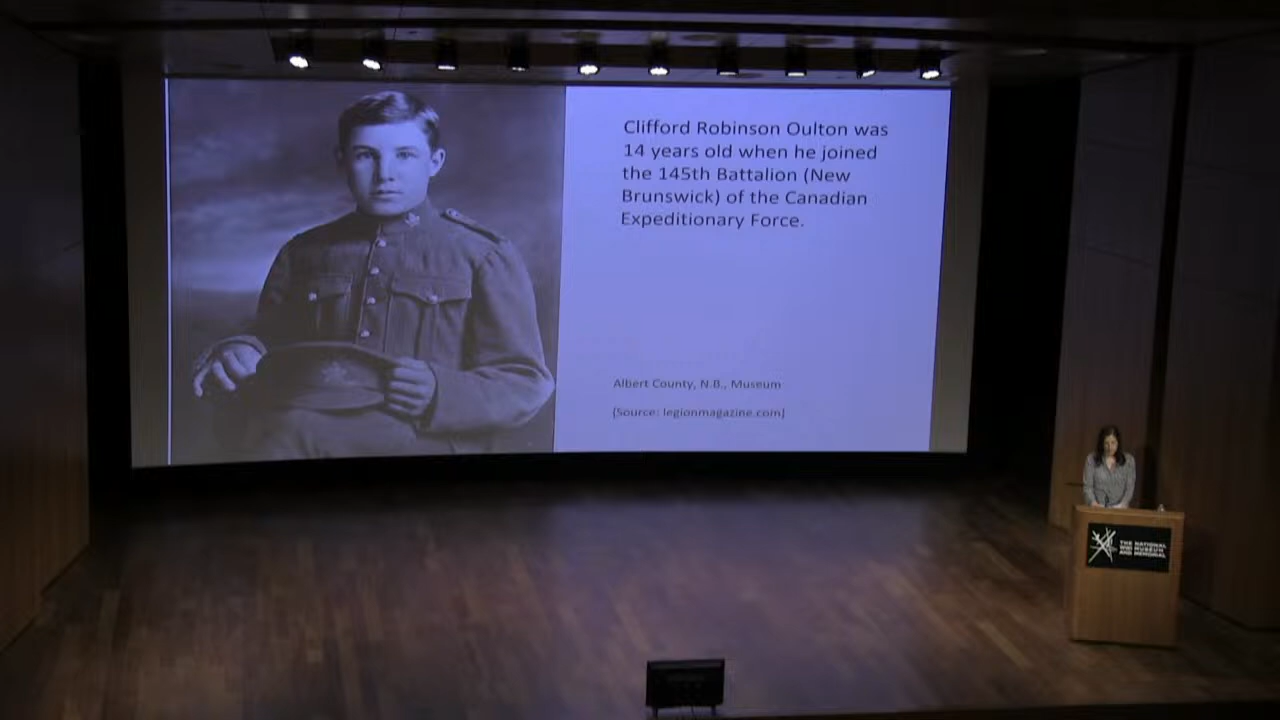 Clifford Robinson Oulton was
14 years old when he joined
the 145th Battalion (New
Brunswick) of the Canadian
Expeditionary Force.
Albert County, N.B., Museum
[Source: legionmagazine.com]
THE NATIONAL
WWI MUSEUM
AND MEMORIAL